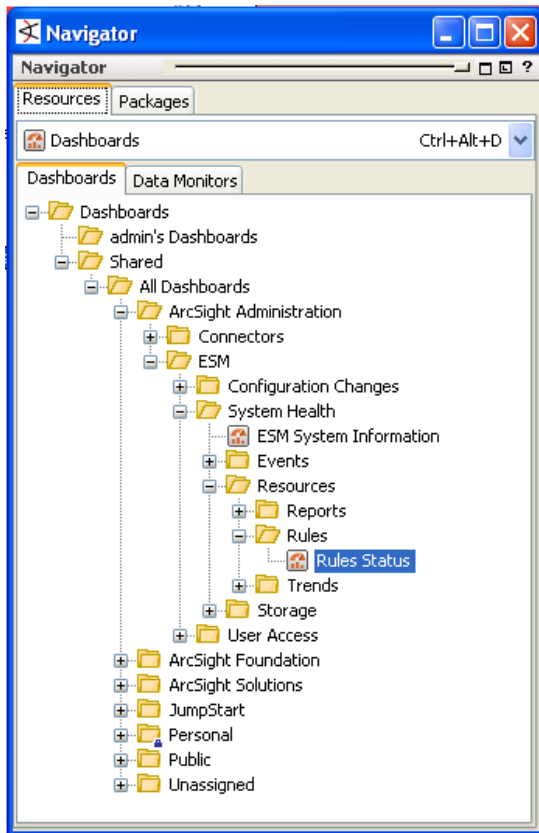 Navigator
Navigator ?
Resources Packages
Dashboards Ctrl+Alt+D
Dashboards Data Monitors
Dashboards
admin's Dashboards
Shared
All Dashboards
ArcSight Administration
Connectors
ESM
Configuration Changes
System Health
ESM System Information
Events
Resources
Reports
Rules
Rules Status
Trends
Storage
User Access
ArcSight Foundation
ArcSight Solutions
JumpStart
Personal
Public
Unassigned